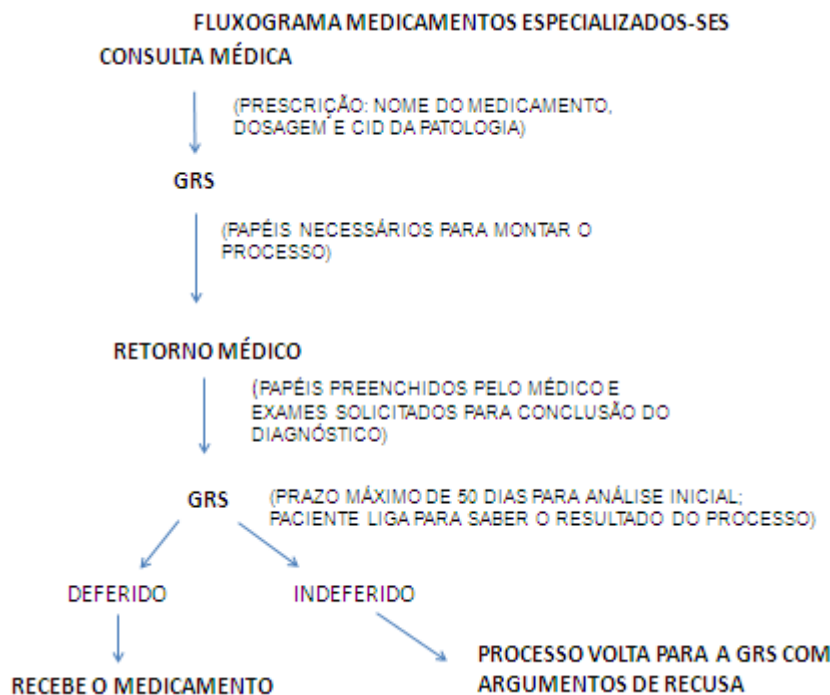 FLUXOGRAMA MEDICAMENTOS ESPECIALIZADOS-SES
CONSULTA MÉDICA
(PRESCRIÇÃO: NOME DO MEDICAMENTO,
DOSAGEM E CID DA PATOLOGIA)
GRS
(PAPÉIS NECESSÁRIOS PARA MONTAR O
PROCESSO)
RETORNO MÉDICO
(PAPÉIS PREENCHIDOS PELO MÉDICO E
EXAMES SOLICITADOS PARA CONCLUSÃO DO
DIAGNÓSTICO)
GRS
(PRAZO MÁXIMO DE 50 DIAS PARA ANÁLISE INICIAL;
PACIENTE LIGA PARA SABER O RESULTADO DO PROCESSO)
DEFERIDO
INDEFERIDO
RECEBE O MEDICAMENTO
PROCESSO VOLTA PARA A GRS COM
ARGUMENTOS DE RECUSA